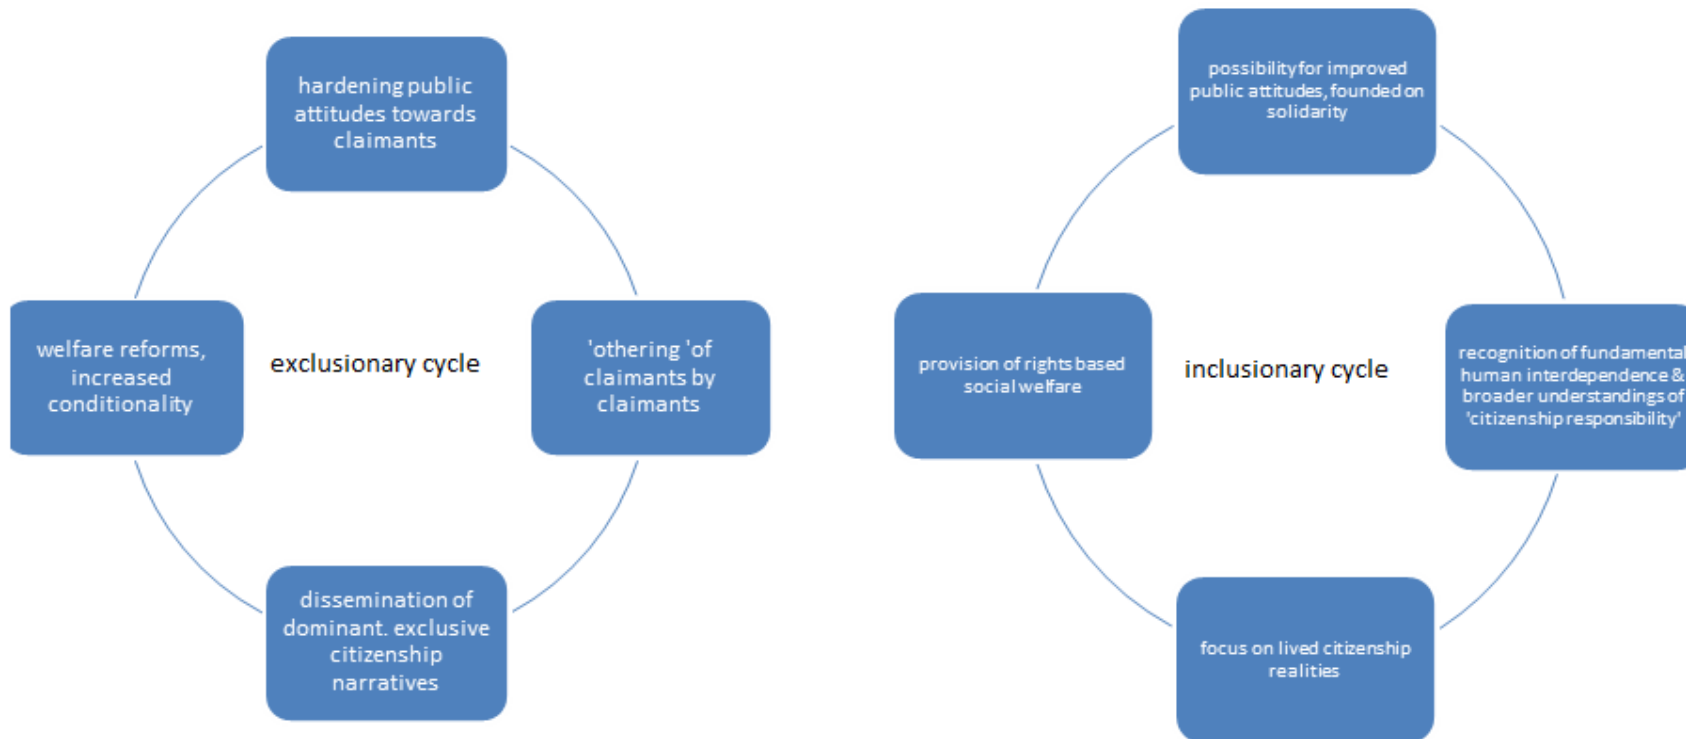 hardening public
attitudes towards
claimants
welfare reforms,
increased
conditionality
exclusionary cycle
'othering 'of
claimants by
claimants
dissemination of
dominant. exclusive
citizenship
narratives
possibility for improved
public attitudes, founded on
solidarity
provision of rights based
social welfare
inclusionary cycle
recognition of fundamental
human interdependence &
broader understandings of
'citizenship responsibility'
focus on lived citizenship
realities